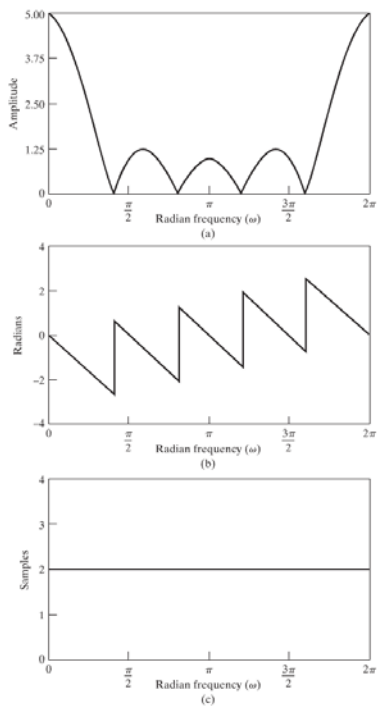 5.00
3.75
2.50
1.25
0
Amplitude
0
π/2
π
3π/2
2π
Radian frequency (ω)
(a)
4
2
0
−2
−4
Radians
0
π/2
π
3π/2
2π
Radian frequency (ω)
(b)
4
3
2
1
0
Samples
0
π/2
π
3π/2
2π
Radian frequency (ω)
(c)